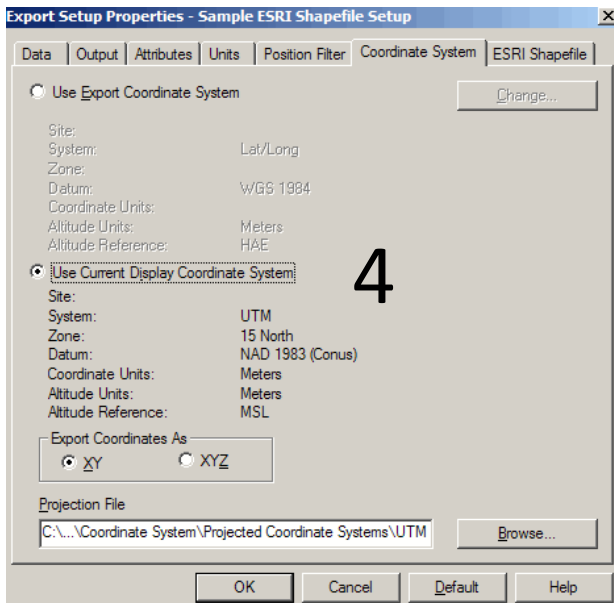 Export Setup Properties - Sample ESRI Shapefile Setup
Data Output Attributes Units Position Filter Coordinate System ESRI Shapefile
Use Export Coordinate System Change...
Site:
System: Lat/Long
Zone:
Datum: WGS 1984
Coordinate Units:
Altitude Units: Meters
Altitude Reference: HAE
Use Current Display Coordinate System
4
Site:
System: UTM
Zone: 15 North
Datum: NAD 1983 (Conus)
Coordinate Units: Meters
Altitude Units: Meters
Altitude Reference: MSL
Export Coordinates As
XY XYZ
Projection File
C:\...\Coordinate System\Projected Coordinate Systems\UTM Browse...
OK Cancel Default Help